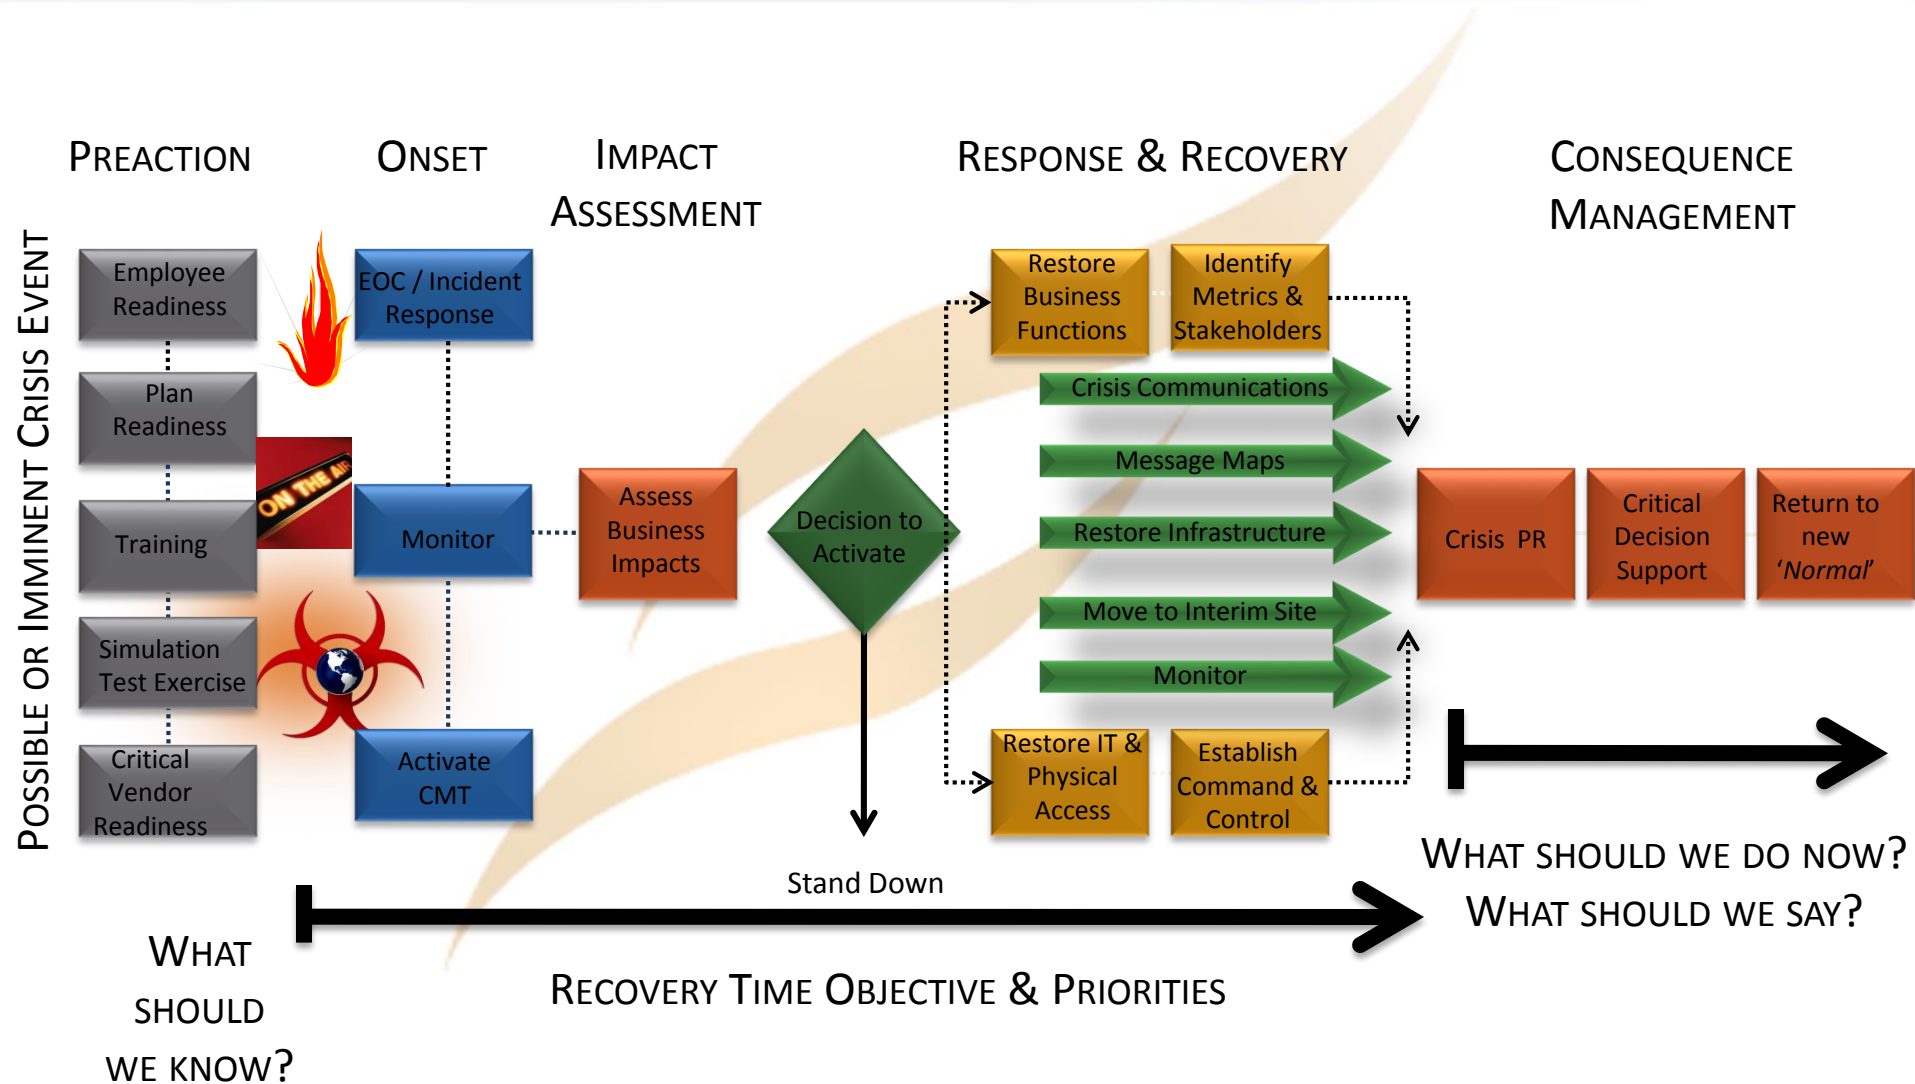 PREACTION
ONSET
IMPACT
ASSESSMENT
RESPONSE & RECOVERY
CONSEQUENCE
MANAGEMENT
POSSIBLE OR IMMINENT CRISIS EVENT
Employee
Readiness
Plan
Readiness
Training
Simulation
Test Exercise
Critical
Vendor
Readiness
ON THE AIR
EOC / Incident
Response
Monitor
Activate
CMT
Assess
Business
Impacts
Decision to
Activate
Stand Down
Restore
Business
Functions
Identify
Metrics &
Stakeholders
Crisis Communications
Message Maps
Restore Infrastructure
Move to Interim Site
Monitor
Restore IT &
Physical
Access
Establish
Command &
Control
Crisis PR
Critical
Decision
Support
Return to
new
‘Normal’
WHAT SHOULD WE DO NOW?
WHAT SHOULD WE SAY?
WHAT
SHOULD
WE KNOW?
RECOVERY TIME OBJECTIVE & PRIORITIES